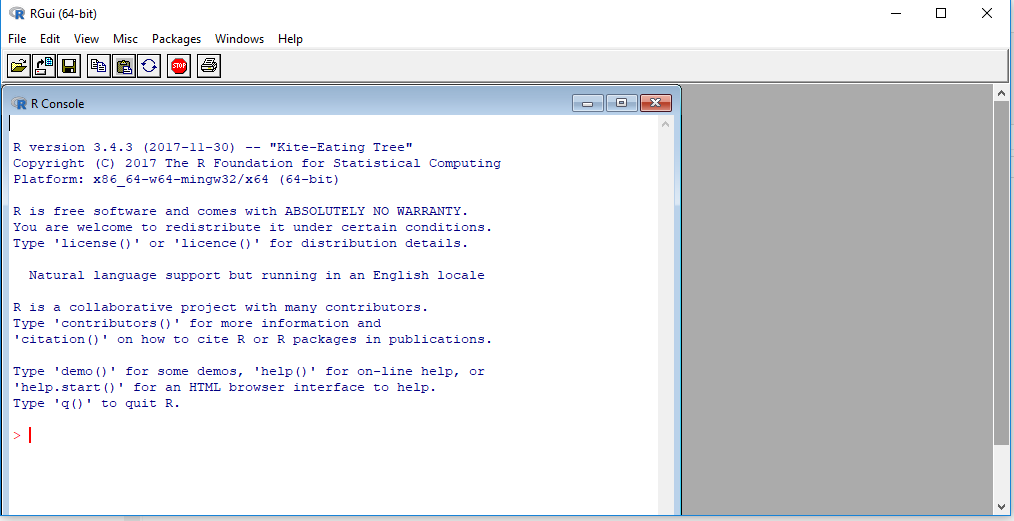 RGui (64-bit)
File Edit View Misc Packages Windows Help
STOP
R Console
R version 3.4.3 (2017-11-30) -- "Kite-Eating Tree"
Copyright (C) 2017 The R Foundation for Statistical Computing
Platform: x86_64-w64-mingw32/x64 (64-bit)
R is free software and comes with ABSOLUTELY NO WARRANTY.
You are welcome to redistribute it under certain conditions.
Type 'license()' or 'licence()' for distribution details.
Natural language support but running in an English locale
R is a collaborative project with many contributors.
Type 'contributors()' for more information and
'citation()' on how to cite R or R packages in publications.
Type 'demo()' for some demos, 'help()' for on-line help, or
'help.start()' for an HTML browser interface to help.
Type 'q()' to quit R.
>